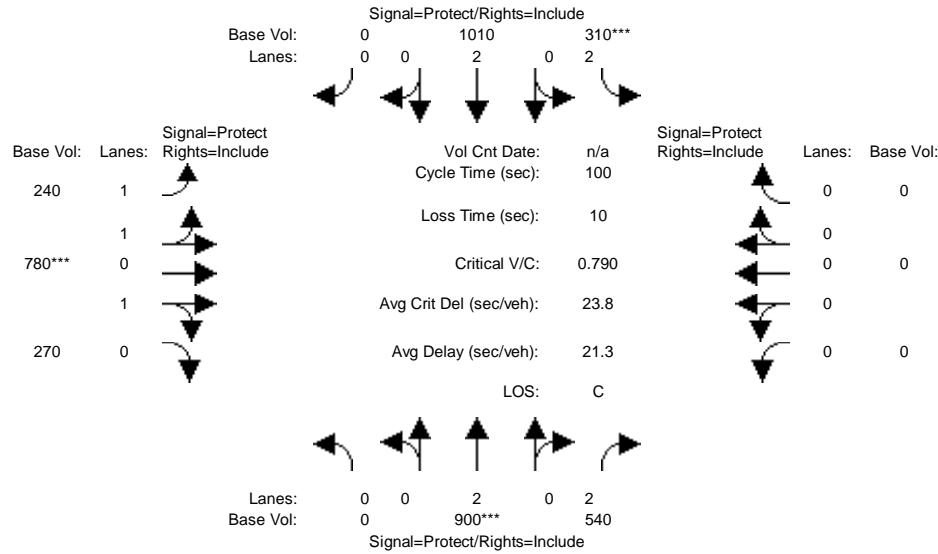 Signal=Protect/Rights=Include
Base Vol: 0 1010 310***
Lanes: 0 0 2 0 2
Signal=Protect
Base Vol: Lanes: Rights=Include
Vol Cnt Date: n/a
Signal=Protect
Rights=Include Lanes: Base Vol:
Cycle Time (sec): 100
240 1 0 0
Loss Time (sec): 10
1 0
780*** 0 Critical V/C: 0.790 0 0
1 Avg Crit Del (sec/veh): 23.8 0
270 0 Avg Delay (sec/veh): 21.3 0 0
LOS: C
Lanes: 0 0 2 0 2
Base Vol: 0 900*** 540
Signal=Protect/Rights=Include